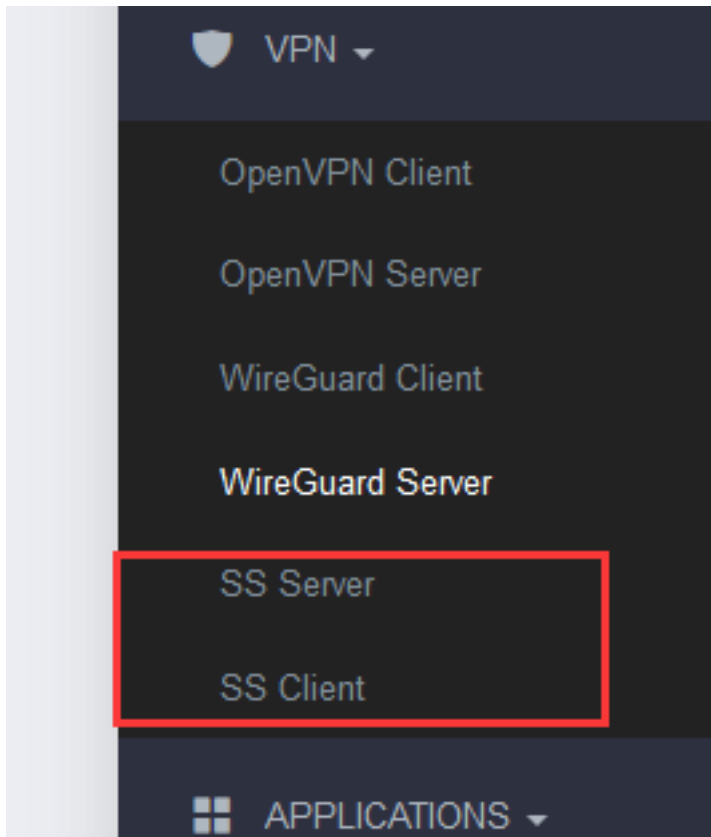 VPN
OpenVPN Client
OpenVPN Server
WireGuard Client
WireGuard Server
SS Server
SS Client
APPLICATIONS